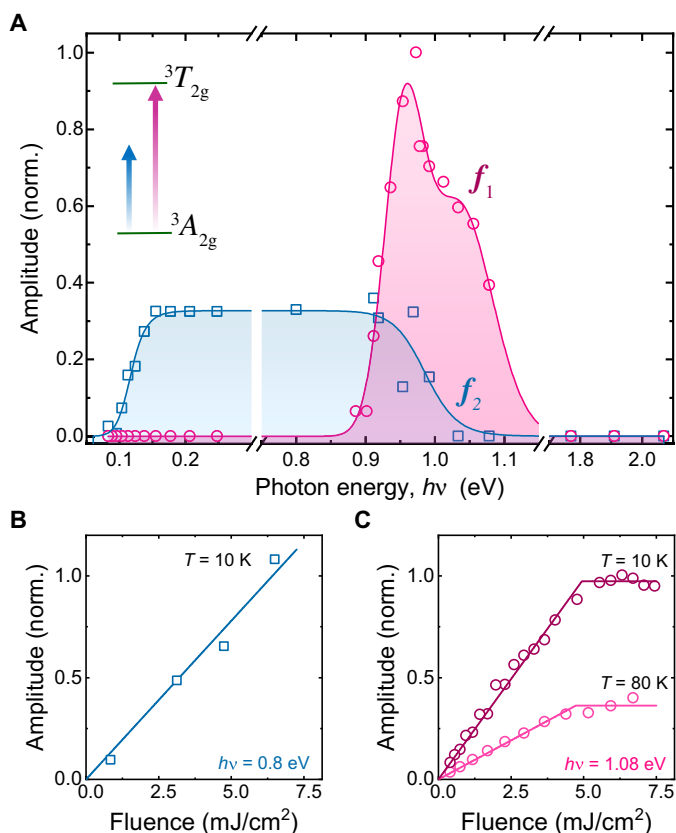 A
1.0
0.8
0.6
0.4
0.2
0.0
Amplitude (norm.)
³T₂g
³A₂g
f₁
f₂
0.1 0.2 0.8 0.9 1.0 1.1 1.8 2.0
Photon energy, hν (eV)
B
T = 10 K
1.0
0.5
0.0
Amplitude (norm.)
hν = 0.8 eV
0.0 2.5 5.0 7.5
Fluence (mJ/cm²)
C
T = 10 K
1.0
0.5
0.0
Amplitude (norm.)
T = 80 K
hν = 1.08 eV
0.0 2.5 5.0 7.5
Fluence (mJ/cm²)